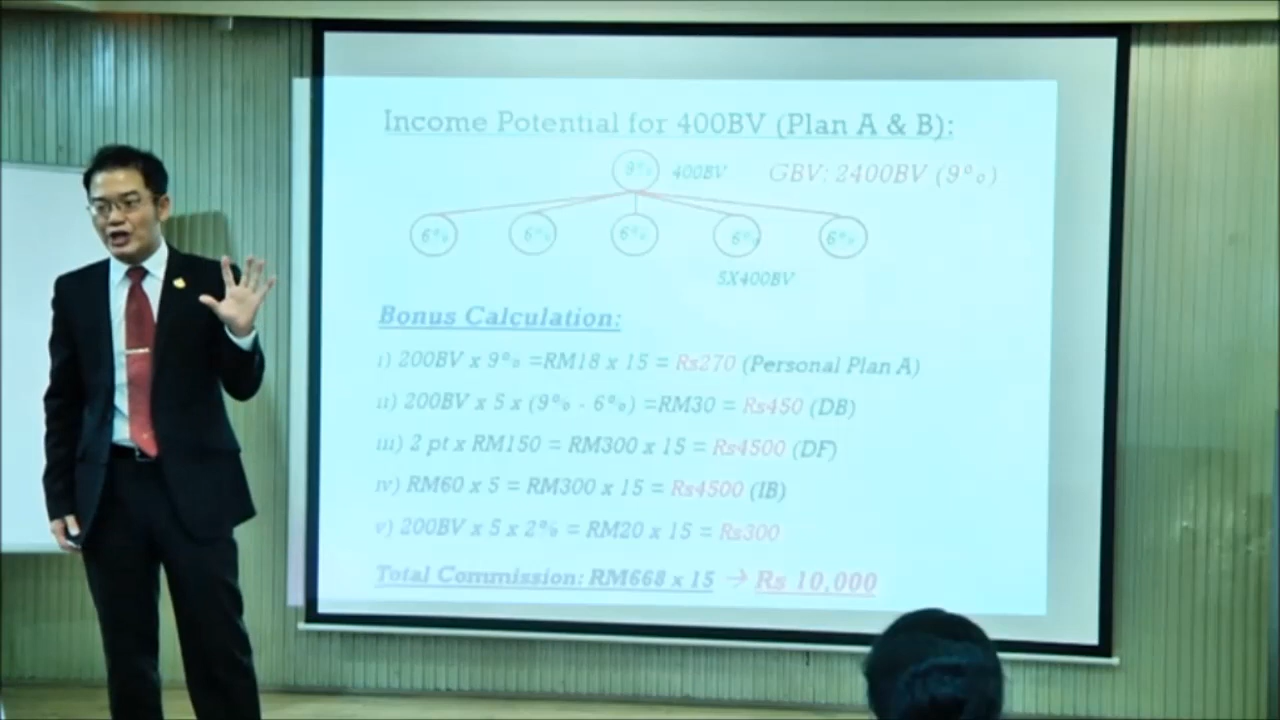 Income Potential for 400BV (Plan A & B):
9% 400BV GBV: 2400BV (9%)
6% 6% 6% 6% 6%
5X400BV
Bonus Calculation:
i) 200BV x 9% =RM18 x 15 = Rs270 (Personal Plan A)
ii) 200BV x 5 x (9% - 6%) =RM30 = Rs450 (DB)
iii) 2 pt x RM150 = RM300 x 15 = Rs4500 (DF)
iv) RM60 x 5 = RM300 x 15 = Rs4500 (IB)
v) 200BV x 5 x 2% = RM20 x 15 = Rs300
Total Commission: RM668 x 15 → Rs 10,000